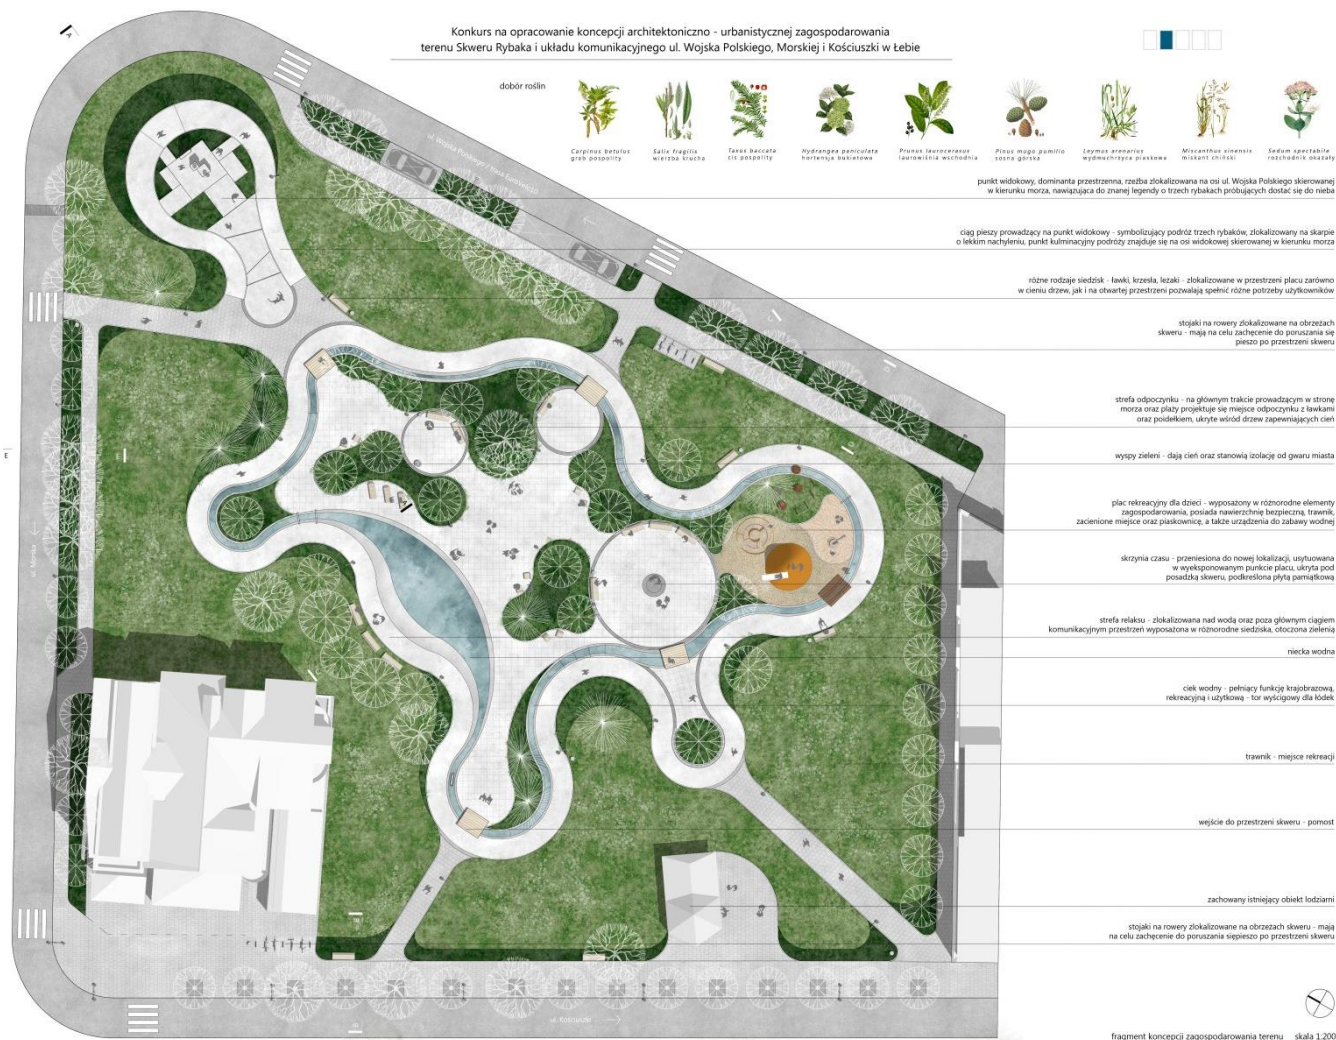 Konkurs na opracowanie koncepcji architektoniczno - urbanistycznej zagospodarowania
terenu Skweru Rybaka i układu komunikacyjnego ul. Wojska Polskiego, Morskiej i Kościuszki w Łebie
dobór roślin
Carpinus betulus
grab pospolity
Salix fragilis
wierzba krucha
Taxus baccata
cis pospolity
Hydrangea paniculata
hortensja bukietowa
Prunus laurocerasus
laurowiśnia wschodnia
Pinus mugo pumilio
sosna górska
Leymus arenarius
wydmuchrzyca piaskowa
Miscanthus sinensis
miskant chiński
Sedum spectabile
rozchodnik okazały
punkt widokowy, dominanta przestrzenna, rzeźba zlokalizowana na osi ul. Wojska Polskiego skierowanej
w kierunku morza, nawiązująca do znanej legendy o trzech rybakach próbujących dostać się do nieba
ciąg pieszy prowadzący na punkt widokowy - symbolizujący podróż trzech rybaków, zlokalizowany na skarpie
o lekkim nachyleniu, punkt kulminacyjny podróży znajduje się na osi widokowej skierowanej w kierunku morza
różne rodzaje siedzisk - ławki, krzesła, leżaki - zlokalizowane w przestrzeni placu zarówno
w cieniu drzew, jak i na otwartej przestrzeni pozwalają spełnić różne potrzeby użytkowników
stojaki na rowery zlokalizowane na obrzeżach
skweru - mają na celu zachęcenie do poruszania się
pieszo po przestrzeni skweru
strefa odpoczynku - na głównym trakcie prowadzącym w stronę
morza oraz plaży projektuje się miejsce odpoczynku z ławkami
oraz poidełkiem, ukryte wśród drzew zapewniających cień
wyspy zieleni - dają cień oraz stanowią izolację od gwaru miasta
plac rekreacyjny dla dzieci - wyposażony w różnorodne elementy
zagospodarowania, posiada nawierzchnię bezpieczną, trawnik,
zacienione miejsce oraz piaskownicę, a także urządzenia do zabawy wodnej
skrzynia czasu - przeniesiona do nowej lokalizacji, usytuowana
w wyeksponowanym punkcie placu, ukryta pod
posadzką skweru, podkreślona płytą pamiątkową
strefa relaksu - zlokalizowana nad wodą oraz poza głównym ciągiem
komunikacyjnym przestrzeń wyposażona w różnorodne siedziska, otoczona zielenią
niecka wodna
ciek wodny - pełniący funkcję krajobrazową,
rekreacyjną i użytkową - tor wyścigowy dla łódek
trawnik - miejsce rekreacji
wejście do przestrzeni skweru - pomost
zachowany istniejący obiekt lodziarni
stojaki na rowery zlokalizowane na obrzeżach skweru - mają
na celu zachęcenie do poruszania siępieszo po przestrzeni skweru
ul. Wojska Polskiego
ul. Morska
E
A
ul. Kościuszki
fragment koncepcji zagospodarowania terenu skala 1:200